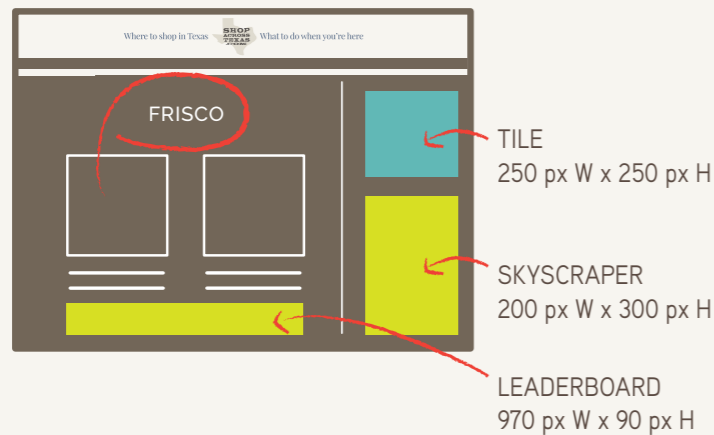 Where to shop in Texas
SHOP
ACROSS
TEXAS
What to do when you're here
FRISCO
TILE
250 px W x 250 px H
SKYSCRAPER
200 px W x 300 px H
LEADERBOARD
970 px W x 90 px H